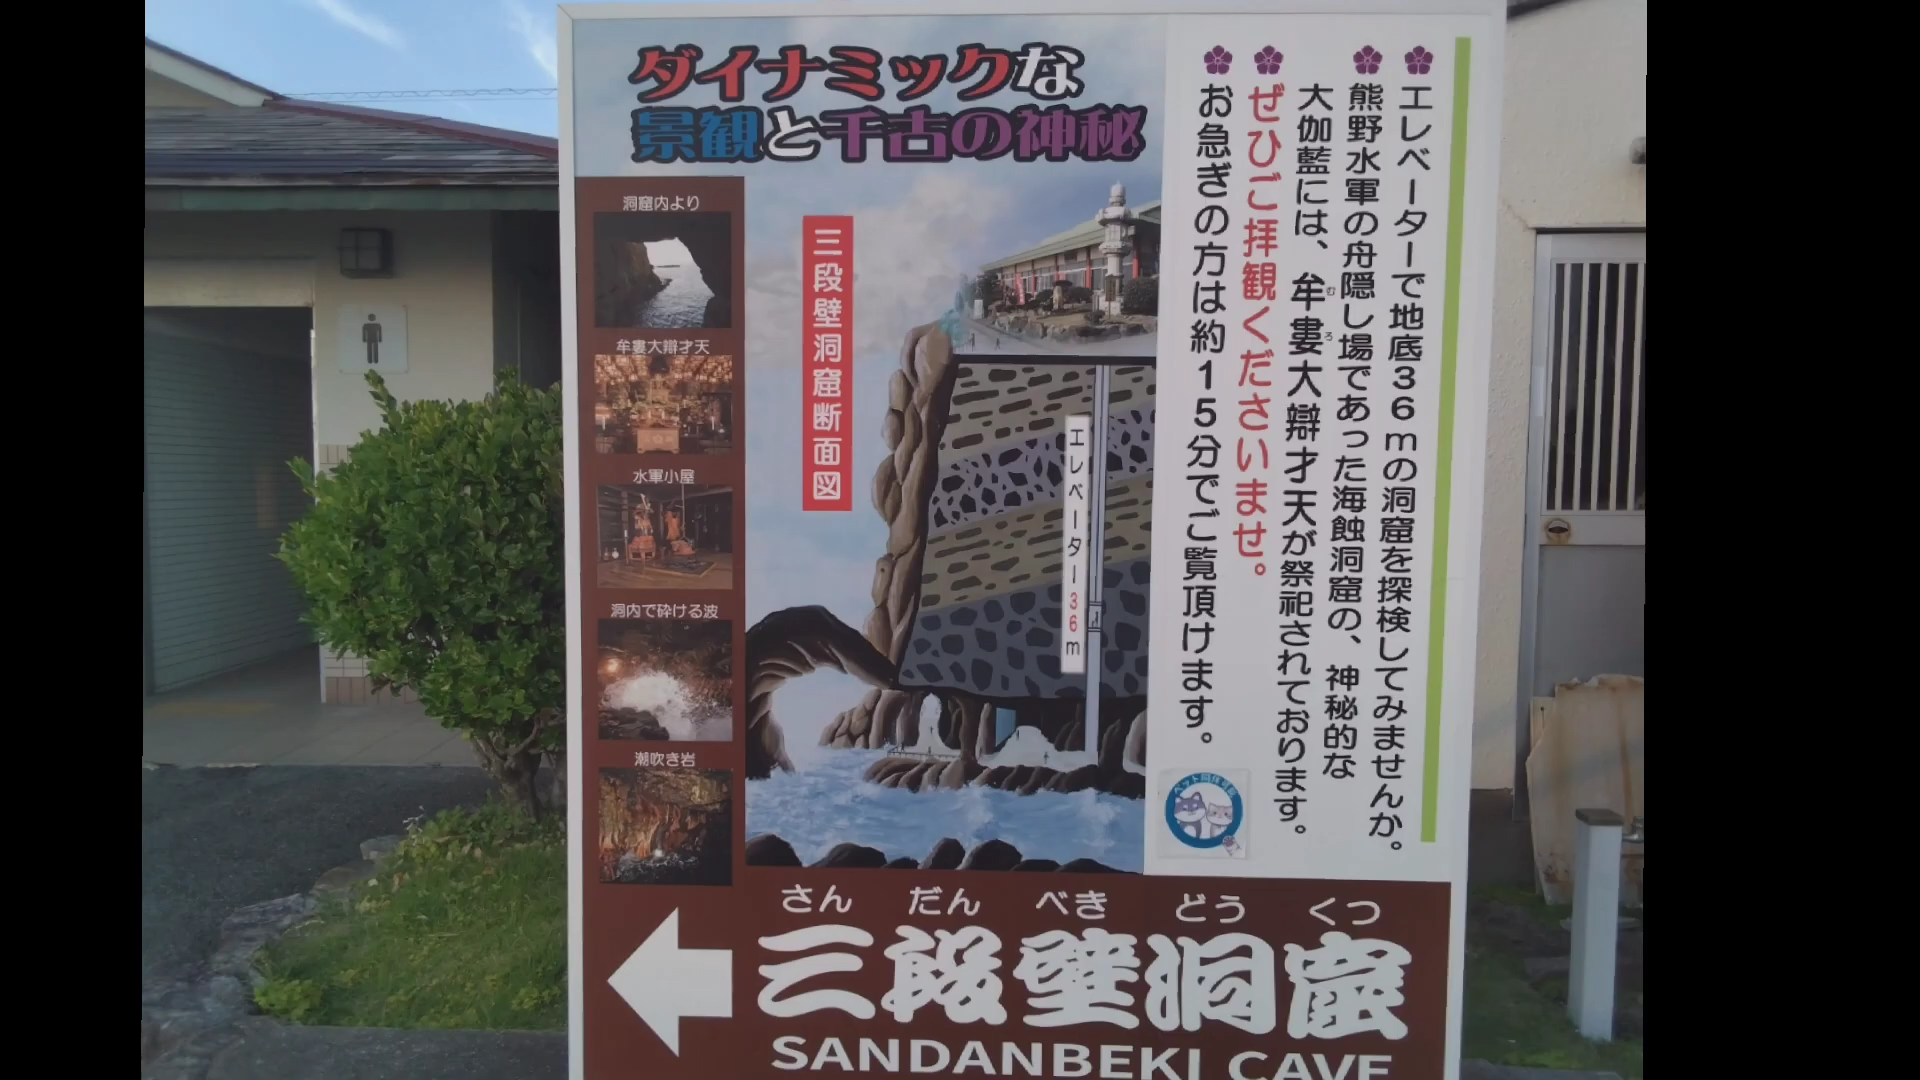 ダイナミックな
景観と千古の神秘
エレベーターで地底36mの洞窟を探検してみませんか。
熊野水軍の舟隠し場であった海蝕洞窟の、神秘的な
大伽藍には、牟婁大辯才天が祭祀されております。
むろ
ぜひご拝観くださいませ。
お急ぎの方は約15分でご覧頂けます。
洞窟内より
牟婁大辯才天
水軍小屋
洞内で砕ける波
潮吹き岩
三段壁洞窟断面図
エレベーター36m
さんだんべきどうくつ
三段壁洞窟
SANDANBEKI CAVE